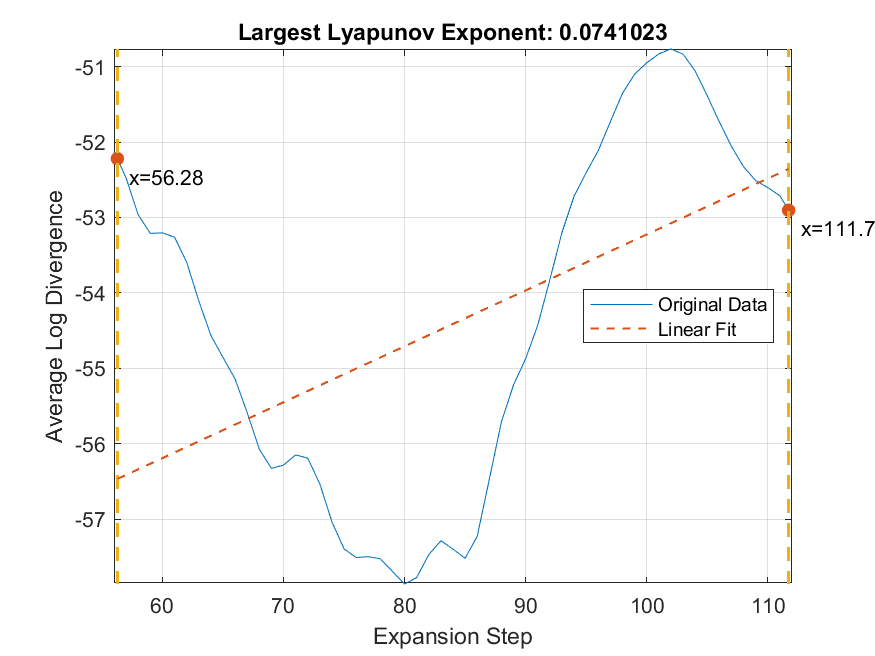 Largest Lyapunov Exponent: 0.0741023
Average Log Divergence
-51
-52
-53
-54
-55
-56
-57
x=56.28
x=111.7
Original Data
Linear Fit
60 70 80 90 100 110
Expansion Step